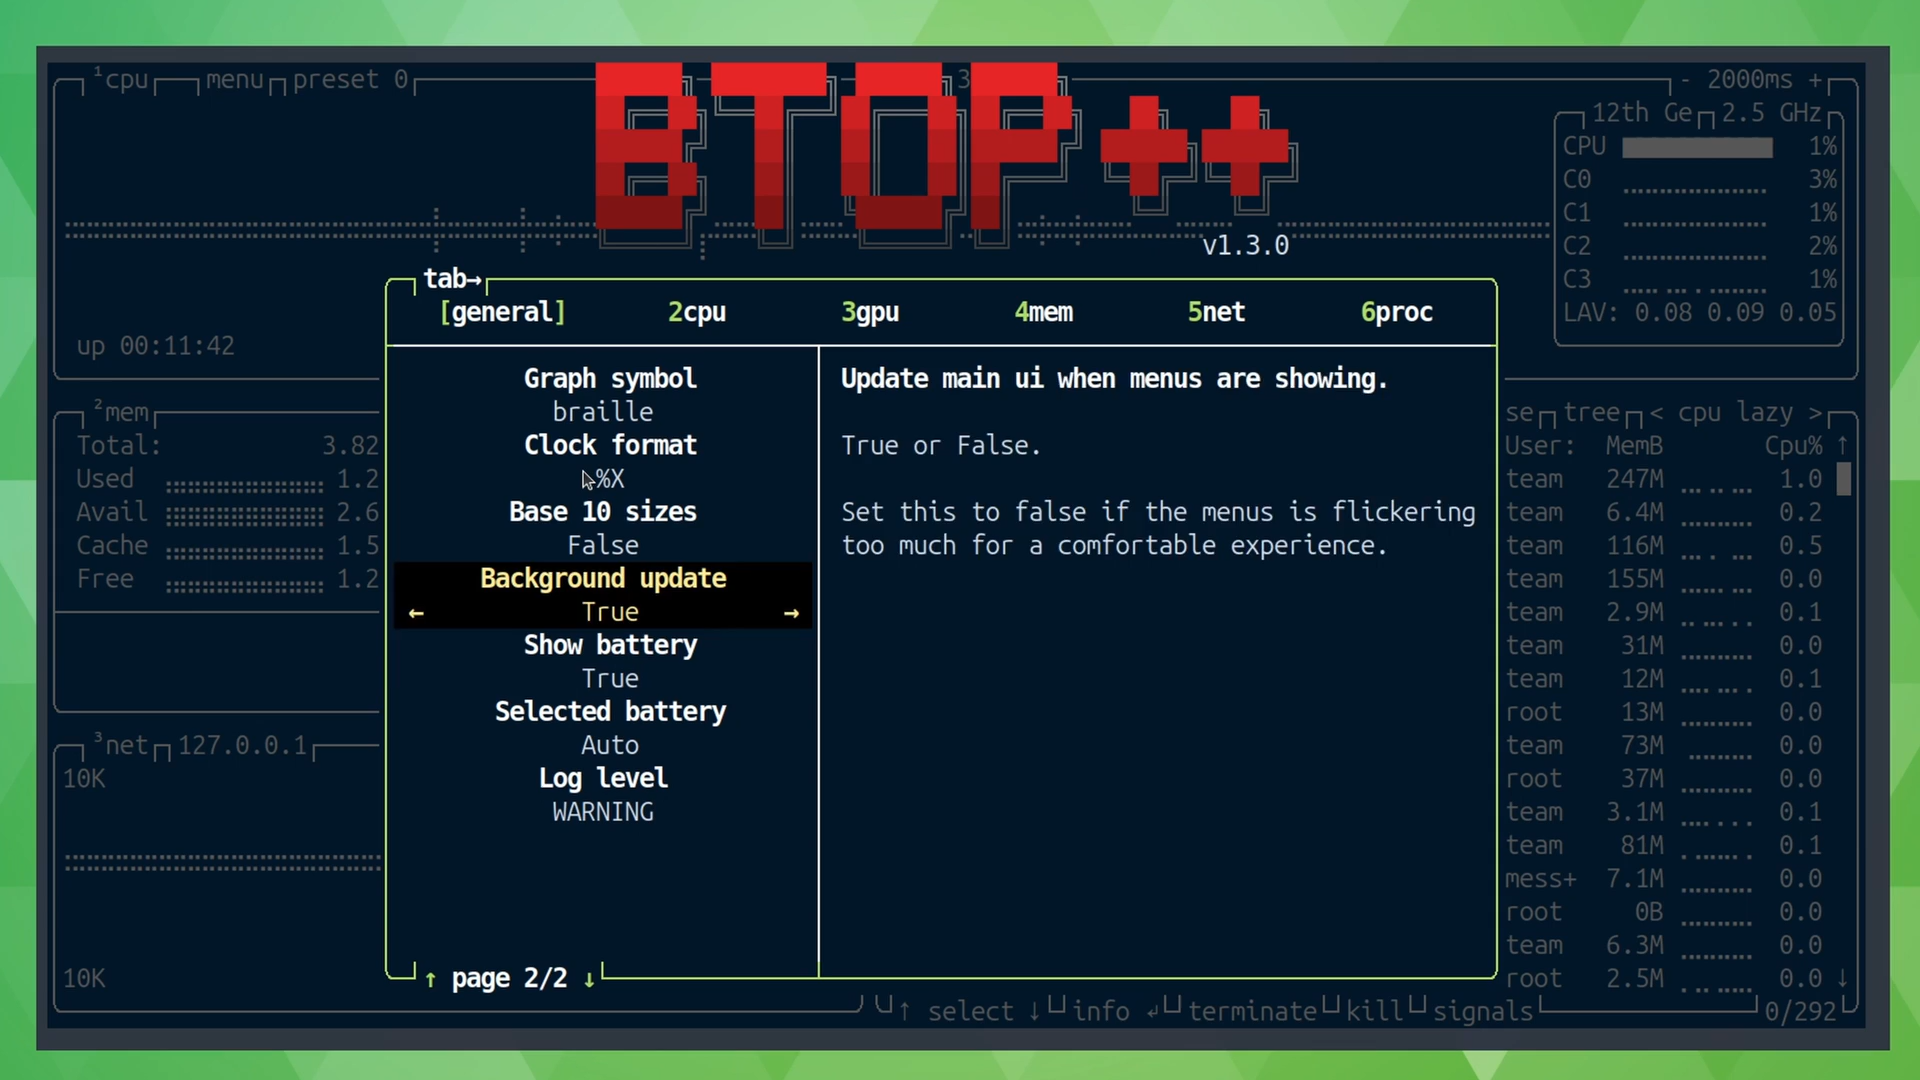 ¹cpu menu preset 0 3 - 2000ms +
BTOP++
v1.3.0
12th Ge 2.5 GHz
CPU 1%
C0 3%
C1 1%
C2 2%
C3 1%
LAV: 0.08 0.09 0.05
up 00:11:42
tab→
[general] 2cpu 3gpu 4mem 5net 6proc
Graph symbol
braille
Clock format
%X
Base 10 sizes
False
Background update
← True →
Show battery
True
Selected battery
Auto
Log level
WARNING
↑ page 2/2 ↓
Update main ui when menus are showing.
True or False.
Set this to false if the menus is flickering
too much for a comfortable experience.
²mem
Total: 3.82
Used 1.2
Avail 2.6
Cache 1.5
Free 1.2
³net 127.0.0.1
10K
10K
se tree < cpu lazy >
User: MemB Cpu% ↑
team 247M 1.0
team 6.4M 0.2
team 116M 0.5
team 155M 0.0
team 2.9M 0.1
team 31M 0.0
team 12M 0.1
root 13M 0.0
team 73M 0.0
root 37M 0.0
team 3.1M 0.1
team 81M 0.1
mess+ 7.1M 0.0
root 0B 0.0
team 6.3M 0.0
root 2.5M 0.0 ↓
↑ select ↓ info ↲ terminate kill signals 0/292